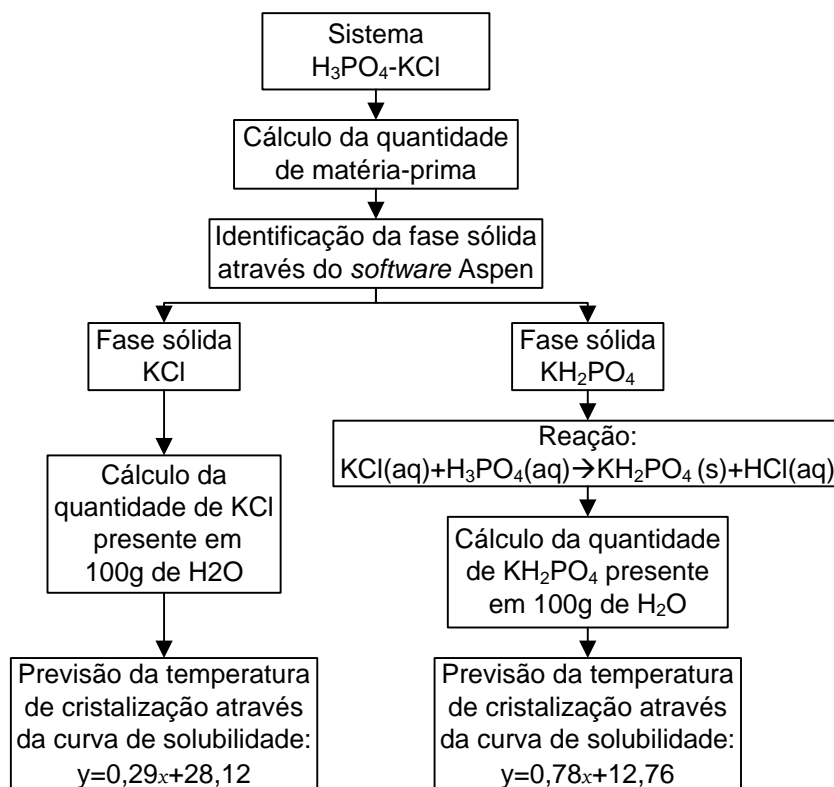 Sistema
H₃PO₄-KCl
Cálculo da quantidade
de matéria-prima
Identificação da fase sólida
através do software Aspen
Fase sólida
KCl
Fase sólida
KH₂PO₄
Reação:
KCl(aq)+H₃PO₄(aq)→KH₂PO₄ (s)+HCl(aq)
Cálculo da
quantidade de KCl
presente em
100g de H2O
Cálculo da quantidade
de KH₂PO₄ presente
em 100g de H₂O
Previsão da temperatura
de cristalização através
da curva de solubilidade:
y=0,29x+28,12
Previsão da temperatura
de cristalização através
da curva de solubilidade:
y=0,78x+12,76